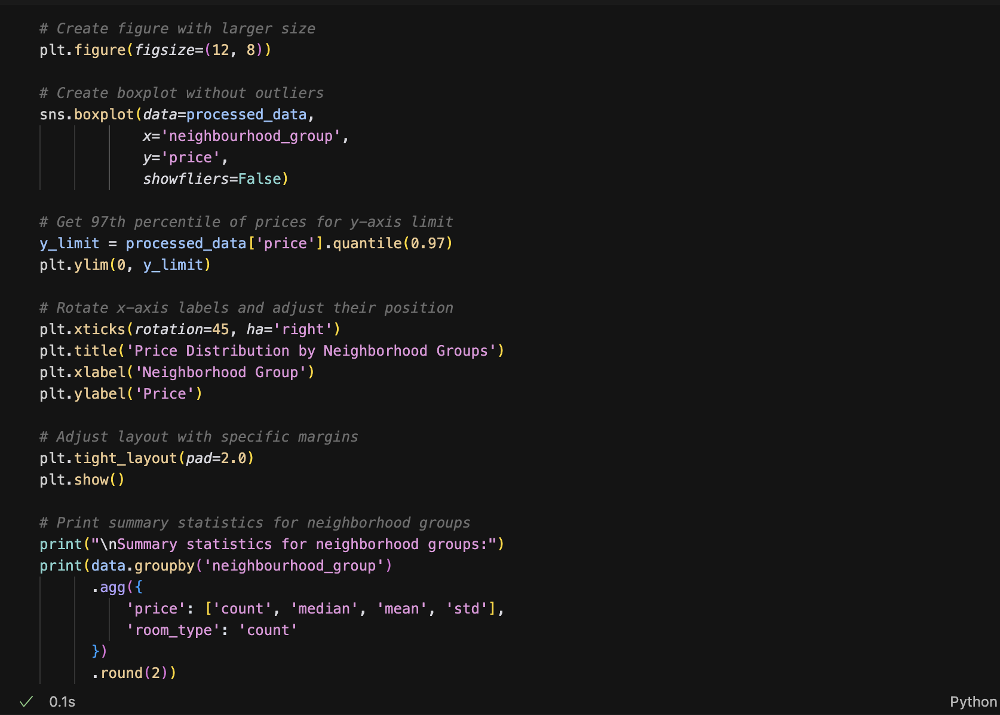 # Create figure with larger size
plt.figure(figsize=(12, 8))
# Create boxplot without outliers
sns.boxplot(data=processed_data,
x='neighbourhood_group',
y='price',
showfliers=False)
# Get 97th percentile of prices for y-axis limit
y_limit = processed_data['price'].quantile(0.97)
plt.ylim(0, y_limit)
# Rotate x-axis labels and adjust their position
plt.xticks(rotation=45, ha='right')
plt.title('Price Distribution by Neighborhood Groups')
plt.xlabel('Neighborhood Group')
plt.ylabel('Price')
# Adjust layout with specific margins
plt.tight_layout(pad=2.0)
plt.show()
# Print summary statistics for neighborhood groups
print("\nSummary statistics for neighborhood groups:")
print(data.groupby('neighbourhood_group')
.agg({
'price': ['count', 'median', 'mean', 'std'],
'room_type': 'count'
})
.round(2))
0.1s
Python